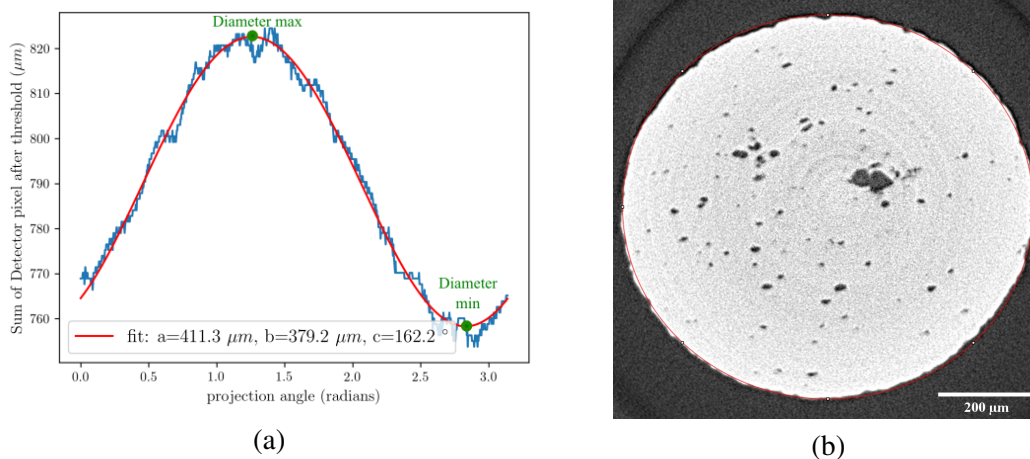 Diameter max
820
810
800
790
780
770
760
Sum of Detector pixel after threshold (μm)
Diameter
min
fit: a=411.3 μm, b=379.2 μm, c=162.2 °
0.0 0.5 1.0 1.5 2.0 2.5 3.0
projection angle (radians)
(a)
200 μm
(b)